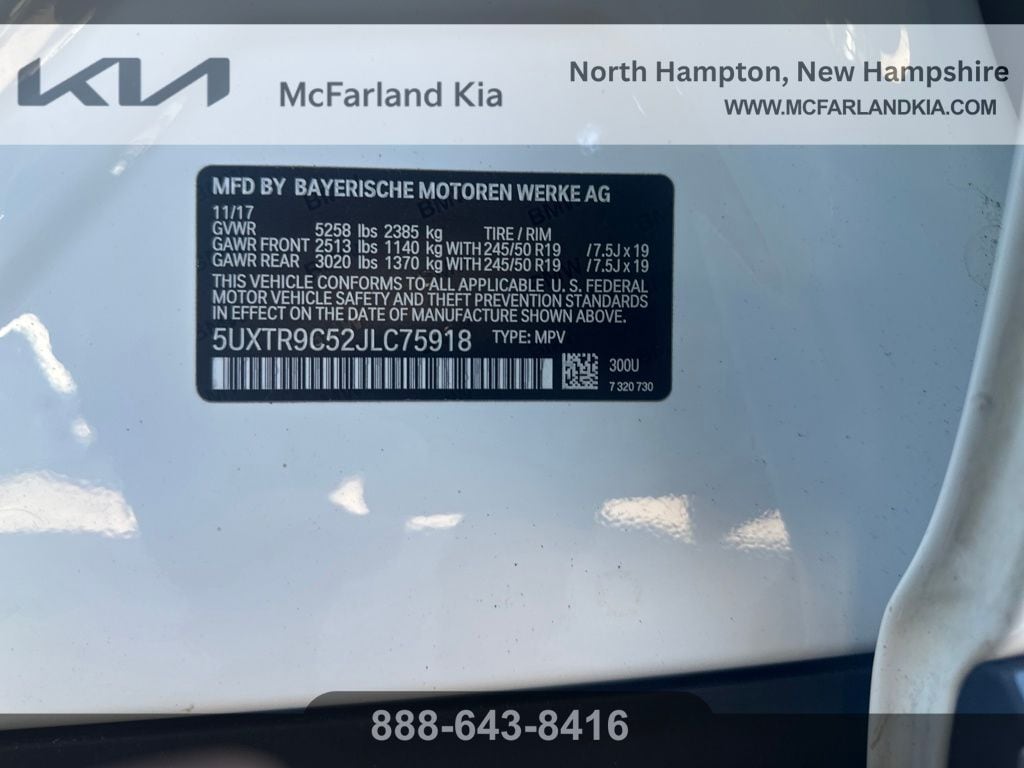 KIA
McFarland Kia
North Hampton, New Hampshire
WWW.MCFARLANDKIA.COM
MFD BY BAYERISCHE MOTOREN WERKE AG
11/17
GVWR 5258 lbs 2385 kg TIRE / RIM
GAWR FRONT 2513 lbs 1140 kg WITH 245/50 R19 /7.5J x 19
GAWR REAR 3020 lbs 1370 kg WITH 245/50 R19 /7.5J x 19
THIS VEHICLE CONFORMS TO ALL APPLICABLE U. S. FEDERAL
MOTOR VEHICLE SAFETY AND THEFT PREVENTION STANDARDS
IN EFFECT ON THE DATE OF MANUFACTURE SHOWN ABOVE.
5UXTR9C52JLC75918 TYPE: MPV
300U
7 320 730
888-643-8416